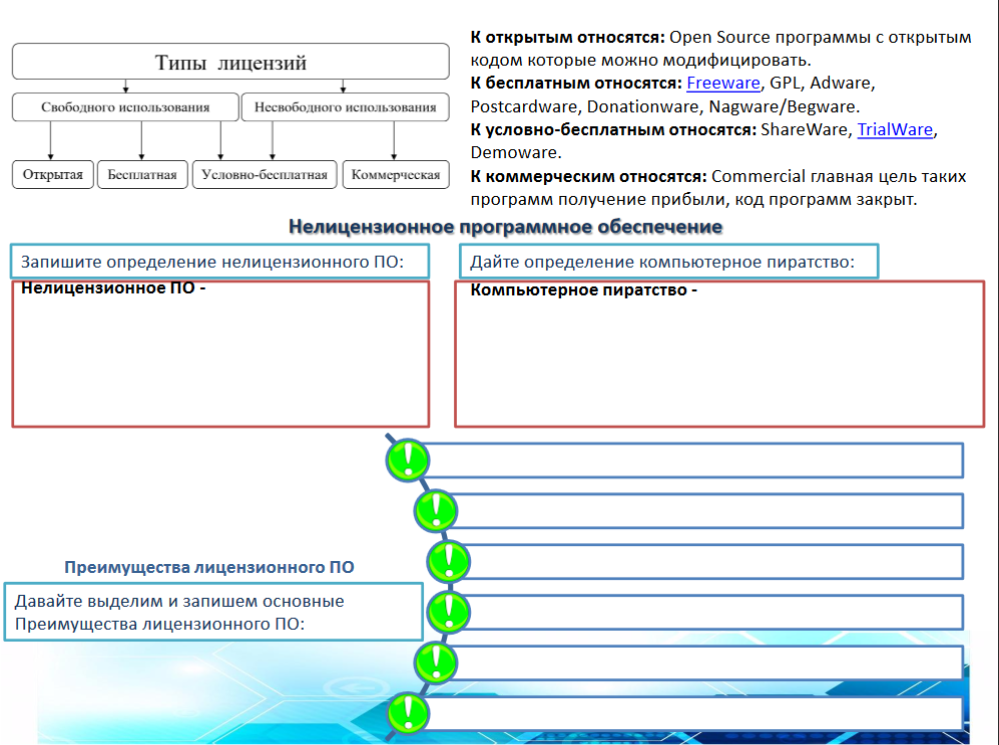 Типы лицензий
Свободного использования
Несвободного использования
Открытая
Бесплатная
Условно-бесплатная
Коммерческая
К открытым относятся: Open Source программы с открытым
кодом которые можно модифицировать.
К бесплатным относятся: Freeware, GPL, Adware,
Postcardware, Donationware, Nagware/Begware.
К условно-бесплатным относятся: ShareWare, TrialWare,
Demoware.
К коммерческим относятся: Commercial главная цель таких
программ получение прибыли, код программ закрыт.
Нелицензионное программное обеспечение
Запишите определение нелицензионного ПО:
Дайте определение компьютерное пиратство:
Нелицензионное ПО -
Компьютерное пиратство -
Преимущества лицензионного ПО
Давайте выделим и запишем основные
Преимущества лицензионного ПО: